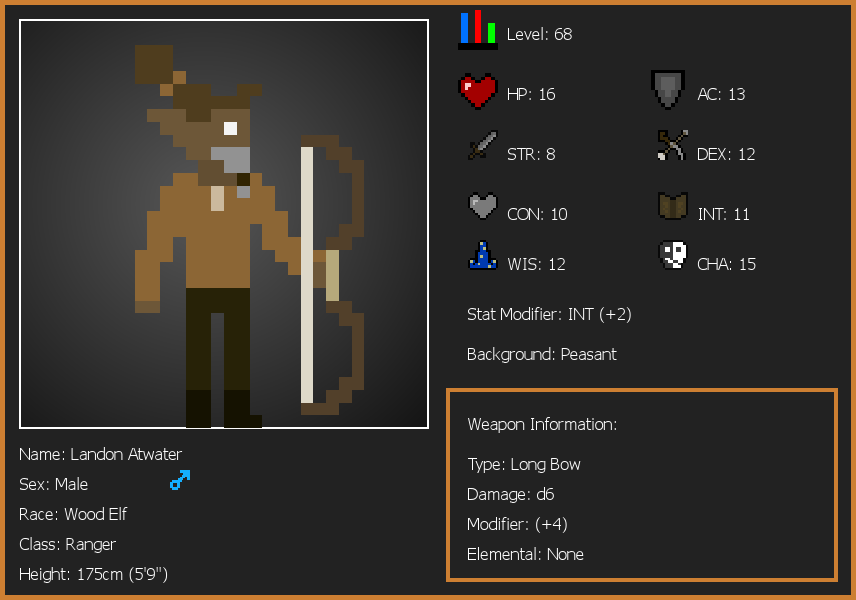 Level: 68
HP: 16
AC: 13
STR: 8
DEX: 12
CON: 10
INT: 11
WIS: 12
CHA: 15
Stat Modifier: INT (+2)
Background: Peasant
Weapon Information:
Type: Long Bow
Damage: d6
Modifier: (+4)
Elemental: None
Name: Landon Atwater
Sex: Male
Race: Wood Elf
Class: Ranger
Height: 175cm (5'9")